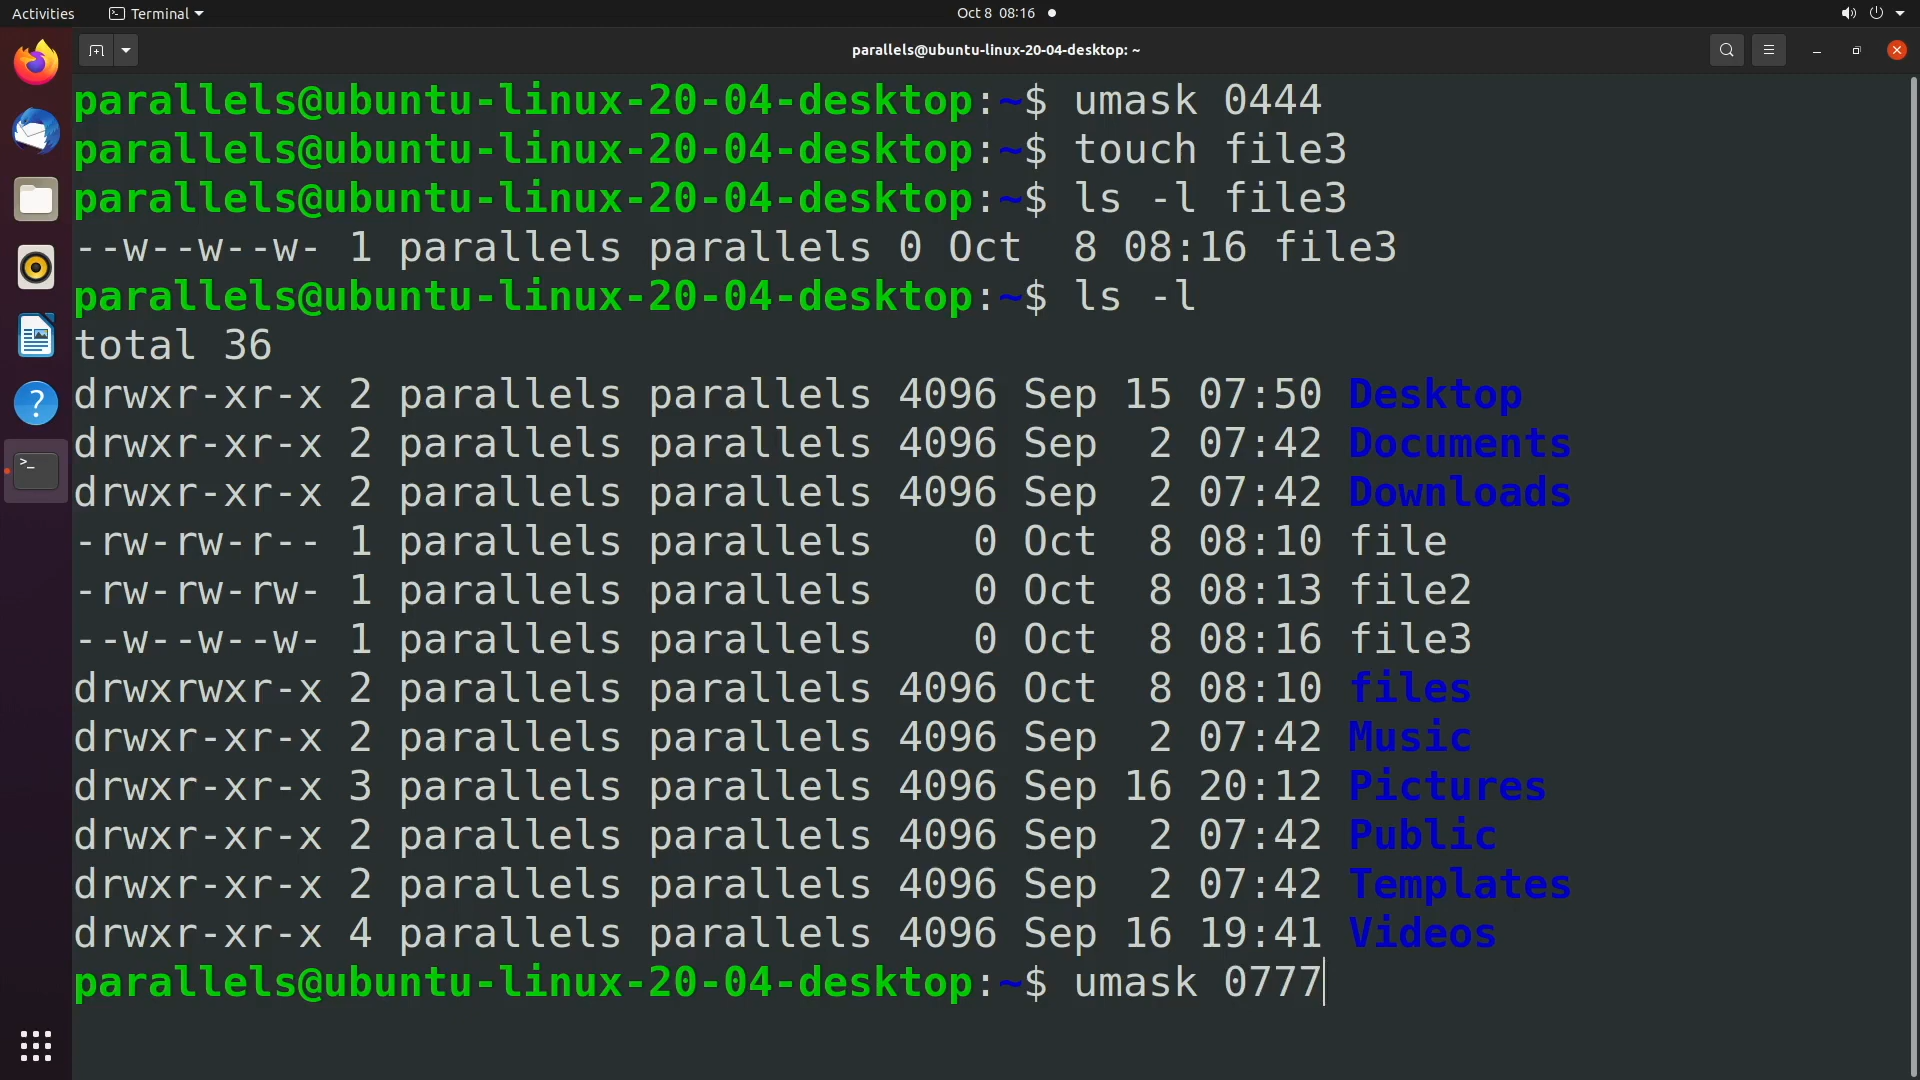 Activities Terminal Oct 8 08:16
parallels@ubuntu-linux-20-04-desktop: ~
parallels@ubuntu-linux-20-04-desktop:~$ umask 0444
parallels@ubuntu-linux-20-04-desktop:~$ touch file3
parallels@ubuntu-linux-20-04-desktop:~$ ls -l file3
--w--w--w- 1 parallels parallels 0 Oct  8 08:16 file3
parallels@ubuntu-linux-20-04-desktop:~$ ls -l
total 36
drwxr-xr-x 2 parallels parallels 4096 Sep 15 07:50 Desktop
drwxr-xr-x 2 parallels parallels 4096 Sep  2 07:42 Documents
drwxr-xr-x 2 parallels parallels 4096 Sep  2 07:42 Downloads
-rw-rw-r-- 1 parallels parallels    0 Oct  8 08:10 file
-rw-rw-rw- 1 parallels parallels    0 Oct  8 08:13 file2
--w--w--w- 1 parallels parallels    0 Oct  8 08:16 file3
drwxrwxr-x 2 parallels parallels 4096 Oct  8 08:10 files
drwxr-xr-x 2 parallels parallels 4096 Sep  2 07:42 Music
drwxr-xr-x 3 parallels parallels 4096 Sep 16 20:12 Pictures
drwxr-xr-x 2 parallels parallels 4096 Sep  2 07:42 Public
drwxr-xr-x 2 parallels parallels 4096 Sep  2 07:42 Templates
drwxr-xr-x 4 parallels parallels 4096 Sep 16 19:41 Videos
parallels@ubuntu-linux-20-04-desktop:~$ umask 0777